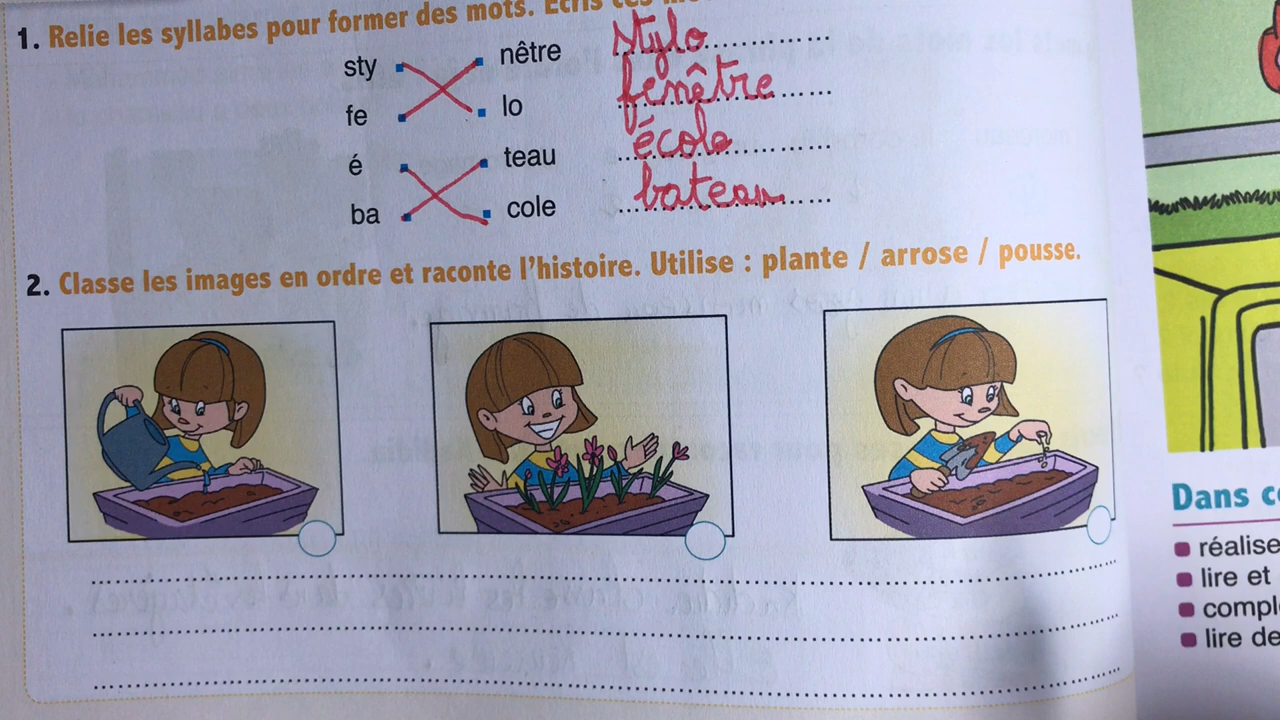 1. Relie les syllabes pour former des mots. Écris ces
sty nêtre stylo
fe lo fenêtre
é teau école
ba cole bateau
2. Classe les images en ordre et raconte l'histoire. Utilise : plante / arrose / pousse.
Dans c
réalise
lire et
compl
lire de